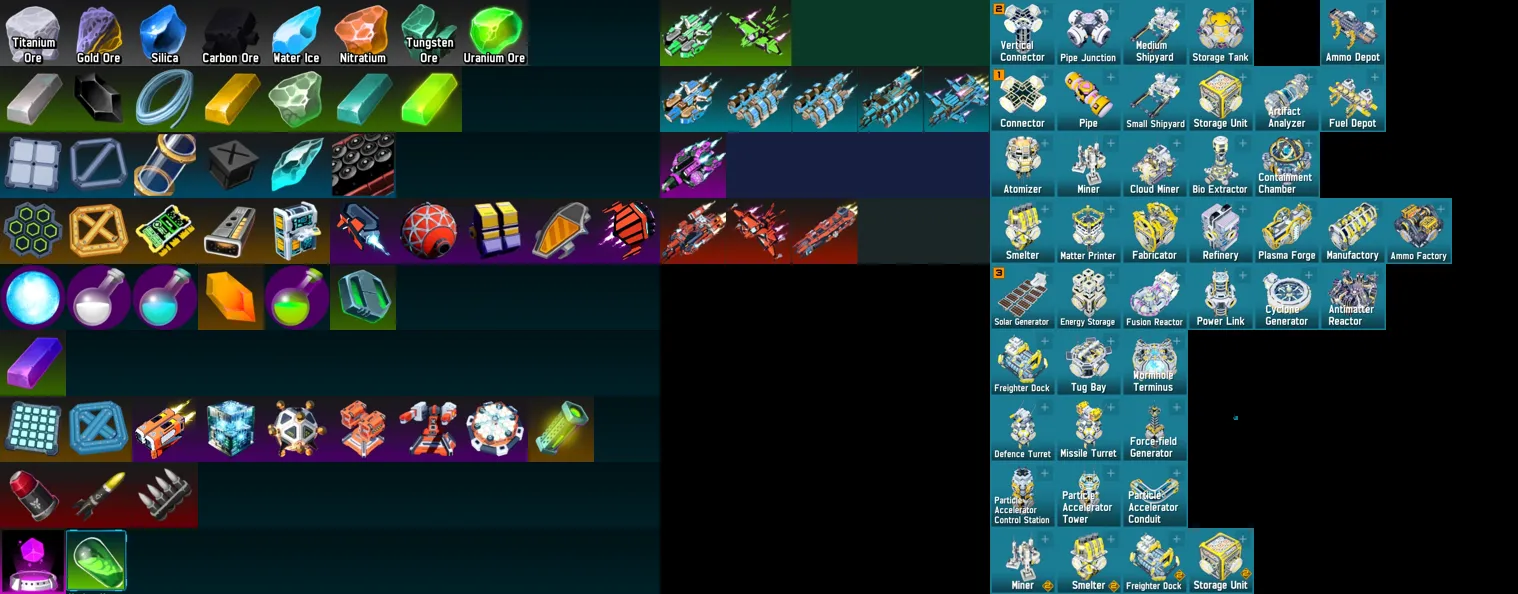 Titanium
Ore
Gold Ore
Silica
Carbon Ore
Water Ice
Nitratium
Tungsten
Ore
Uranium Ore
2
Vertical
Connector
Pipe Junction
Medium
Shipyard
Storage Tank
Ammo Depot
1
Connector
Pipe
Small Shipyard
Storage Unit
Artifact
Analyzer
Fuel Depot
Atomizer
Miner
Cloud Miner
Bio Extractor
Containment
Chamber
Smelter
Matter Printer
Fabricator
Refinery
Plasma Forge
Manufactory
Ammo Factory
3
Solar Generator
Energy Storage
Fusion Reactor
Power Link
Cyclone
Generator
Antimatter
Reactor
Freighter Dock
Tug Bay
Wormhole
Terminus
Defence Turret
Missile Turret
Force-field
Generator
Particle
Accelerator
Control Station
Particle
Accelerator
Tower
Particle
Accelerator
Conduit
Miner
2
Smelter
2
Freighter Dock
2
Storage Unit
2